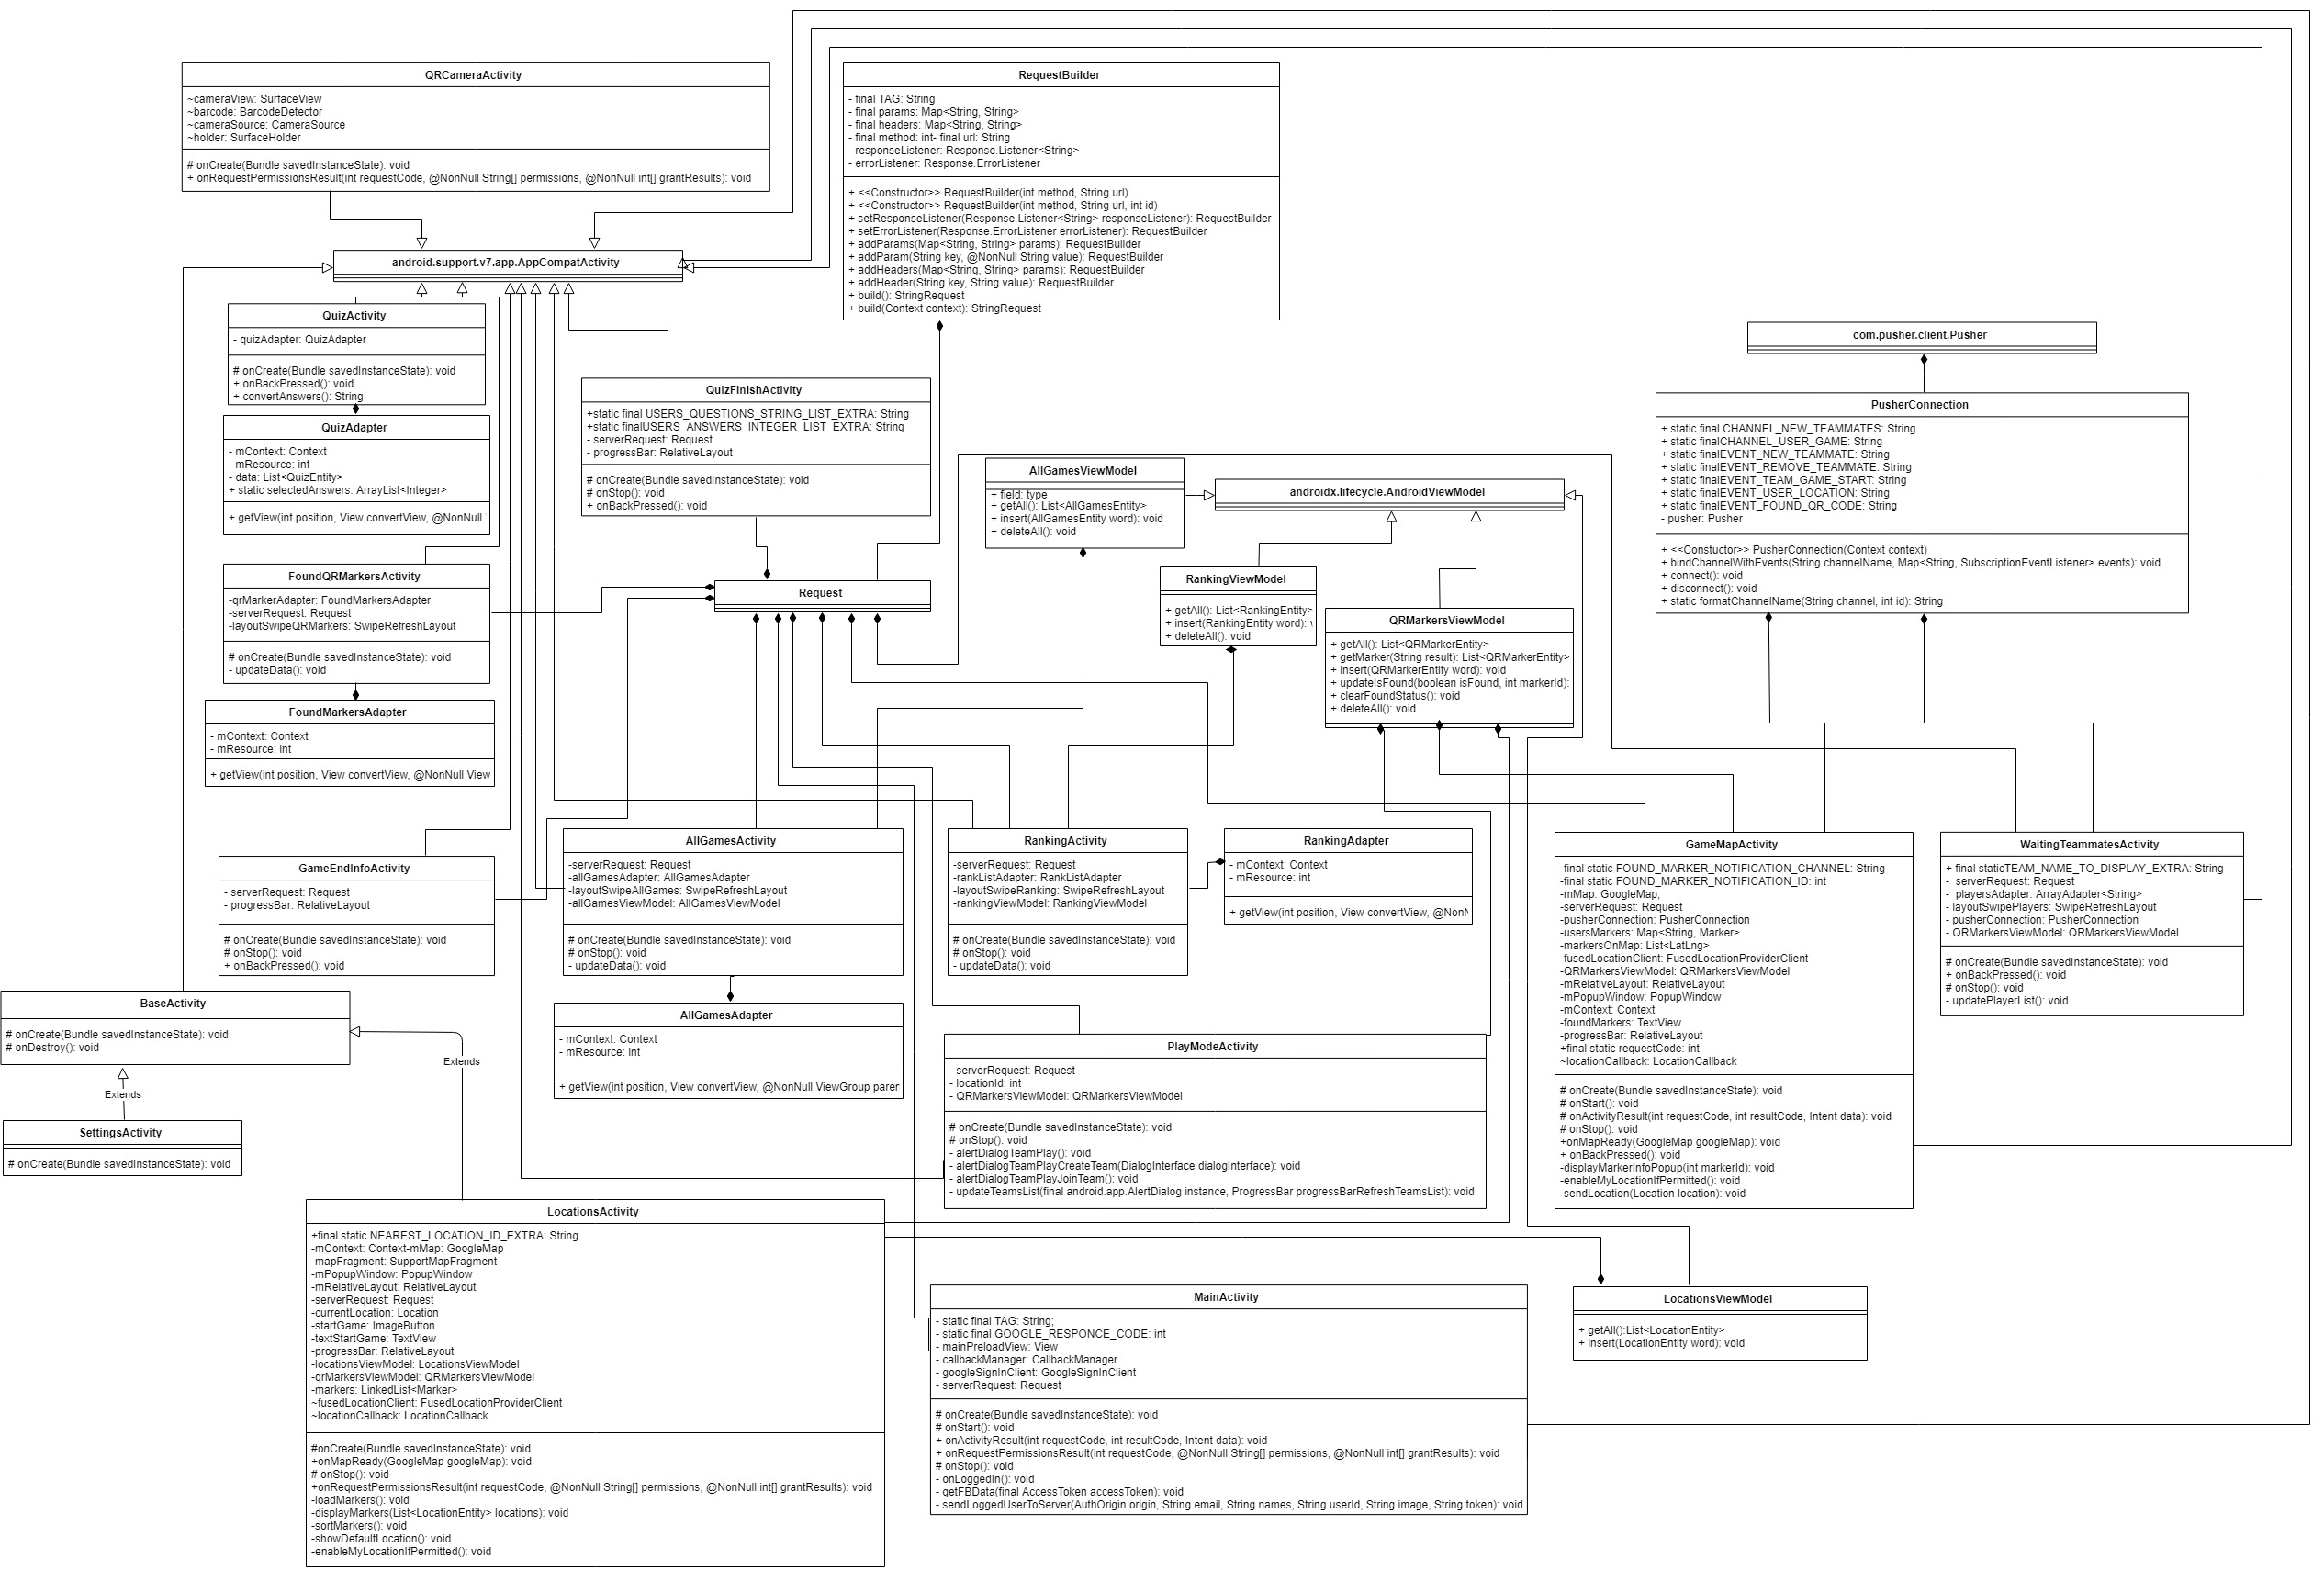 QRCameraActivity
~cameraView: SurfaceView
~barcode: BarcodeDetector
~cameraSource: CameraSource
~holder: SurfaceHolder
# onCreate(Bundle savedInstanceState): void
+ onRequestPermissionsResult(int requestCode, @NonNull String[] permissions, @NonNull int[] grantResults): void
RequestBuilder
- final TAG: String
- final params: Map<String, String>
- final headers: Map<String, String>
- final method: int- final url: String
- responseListener: Response.Listener<String>
- errorListener: Response.ErrorListener
+ <<Constructor>> RequestBuilder(int method, String url)
+ <<Constructor>> RequestBuilder(int method, String url, int id)
+ setResponseListener(Response.Listener<String> responseListener): RequestBuilder
+ setErrorListener(Response.ErrorListener errorListener): RequestBuilder
+ addParams(Map<String, String> params): RequestBuilder
+ addParam(String key, @NonNull String value): RequestBuilder
+ addHeaders(Map<String, String> params): RequestBuilder
+ addHeader(String key, String value): RequestBuilder
+ build(): StringRequest
+ build(Context context): StringRequest
android.support.v7.app.AppCompatActivity
QuizActivity
- quizAdapter: QuizAdapter
# onCreate(Bundle savedInstanceState): void
+ onBackPressed(): void
+ convertAnswers(): String
QuizAdapter
- mContext: Context
- mResource: int
- data: List<QuizEntity>
+ static selectedAnswers: ArrayList<Integer>
+ getView(int position, View convertView, @NonNull
QuizFinishActivity
+static final USERS_QUESTIONS_STRING_LIST_EXTRA: String
+static finalUSERS_ANSWERS_INTEGER_LIST_EXTRA: String
- serverRequest: Request
- progressBar: RelativeLayout
# onCreate(Bundle savedInstanceState): void
# onStop(): void
+ onBackPressed(): void
com.pusher.client.Pusher
PusherConnection
+ static final CHANNEL_NEW_TEAMMATES: String
+ static finalCHANNEL_USER_GAME: String
+ static finalEVENT_NEW_TEAMMATE: String
+ static finalEVENT_REMOVE_TEAMMATE: String
+ static finalEVENT_TEAM_GAME_START: String
+ static finalEVENT_USER_LOCATION: String
+ static finalEVENT_FOUND_QR_CODE: String
- pusher: Pusher
+ <<Constuctor>> PusherConnection(Context context)
+ bindChannelWithEvents(String channelName, Map<String, SubscriptionEventListener> events): void
+ connect(): void
+ disconnect(): void
+ static formatChannelName(String channel, int id): String
AllGamesViewModel
+ field: type
+ getAll(): List<AllGamesEntity>
+ insert(AllGamesEntity word): void
+ deleteAll(): void
androidx.lifecycle.AndroidViewModel
RankingViewModel
+ getAll(): List<RankingEntity>
+ insert(RankingEntity word):
+ deleteAll(): void
QRMarkersViewModel
+ getAll(): List<QRMarkerEntity>
+ getMarker(String result): List<QRMarkerEntity>
+ insert(QRMarkerEntity word): void
+ updateIsFound(boolean isFound, int markerId):
+ clearFoundStatus(): void
+ deleteAll(): void
FoundQRMarkersActivity
-qrMarkerAdapter: FoundMarkersAdapter
-serverRequest: Request
-layoutSwipeQRMarkers: SwipeRefreshLayout
# onCreate(Bundle savedInstanceState): void
- updateData(): void
Request
FoundMarkersAdapter
- mContext: Context
- mResource: int
+ getView(int position, View convertView, @NonNull View
GameEndInfoActivity
- serverRequest: Request
- progressBar: RelativeLayout
# onCreate(Bundle savedInstanceState): void
# onStop(): void
+ onBackPressed(): void
AllGamesActivity
-serverRequest: Request
-allGamesAdapter: AllGamesAdapter
-layoutSwipeAllGames: SwipeRefreshLayout
-allGamesViewModel: AllGamesViewModel
# onCreate(Bundle savedInstanceState): void
# onStop(): void
- updateData(): void
RankingActivity
-serverRequest: Request
-rankListAdapter: RankListAdapter
-layoutSwipeRanking: SwipeRefreshLayout
-rankingViewModel: RankingViewModel
# onCreate(Bundle savedInstanceState): void
# onStop(): void
- updateData(): void
RankingAdapter
- mContext: Context
- mResource: int
+ getView(int position, View convertView,
GameMapActivity
-final static FOUND_MARKER_NOTIFICATION_CHANNEL: String
-final static FOUND_MARKER_NOTIFICATION_ID: int
-mMap: GoogleMap;
-serverRequest: Request
-pusherConnection: PusherConnection
-usersMarkers: Map<String, Marker>
-markersOnMap: List<LatLng>
-fusedLocationClient: FusedLocationProviderClient
-QRMarkersViewModel: QRMarkersViewModel
-mRelativeLayout: RelativeLayout
-mPopupWindow: PopupWindow
-mContext: Context
-foundMarkers: TextView
-progressBar: RelativeLayout
+final static requestCode: int
~locationCallback: LocationCallback
# onCreate(Bundle savedInstanceState): void
# onStart(): void
# onActivityResult(int requestCode, int resultCode, Intent data): void
# onStop(): void
+onMapReady(GoogleMap googleMap): void
+ onBackPressed(): void
-displayMarkerInfoPopup(int markerId): void
-enableMyLocationIfPermitted(): void
-sendLocation(Location location): void
WaitingTeammatesActivity
+ final staticTEAM_NAME_TO_DISPLAY_EXTRA: String
- serverRequest: Request
- playersAdapter: ArrayAdapter<String>
- layoutSwipePlayers: SwipeRefreshLayout
- pusherConnection: PusherConnection
- QRMarkersViewModel: QRMarkersViewModel
# onCreate(Bundle savedInstanceState): void
+ onBackPressed(): void
# onStop(): void
- updatePlayerList(): void
BaseActivity
# onCreate(Bundle savedInstanceState): void
# onDestroy(): void
Extends
Extends
SettingsActivity
# onCreate(Bundle savedInstanceState): void
AllGamesAdapter
- mContext: Context
- mResource: int
+ getView(int position, View convertView, @NonNull ViewGroup
PlayModeActivity
- serverRequest: Request
- locationId: int
- QRMarkersViewModel: QRMarkersViewModel
# onCreate(Bundle savedInstanceState): void
# onStop(): void
- alertDialogTeamPlay(): void
- alertDialogTeamPlayCreateTeam(DialogInterface dialogInterface): void
- alertDialogTeamPlayJoinTeam(): void
- updateTeamsList(final android.app.AlertDialog instance, ProgressBar progressBarRefreshTeamsList): void
LocationsActivity
+final static NEAREST_LOCATION_ID_EXTRA: String
-mContext: Context-mMap: GoogleMap
-mapFragment: SupportMapFragment
-mPopupWindow: PopupWindow
-mRelativeLayout: RelativeLayout
-serverRequest: Request
-currentLocation: Location
-startGame: ImageButton
-textStartGame: TextView
-progressBar: RelativeLayout
-locationsViewModel: LocationsViewModel
-qrMarkersViewModel: QRMarkersViewModel
-markers: LinkedList<Marker>
~fusedLocationClient: FusedLocationProviderClient
~locationCallback: LocationCallback
#onCreate(Bundle savedInstanceState): void
+onMapReady(GoogleMap googleMap): void
# onStop(): void
+onRequestPermissionsResult(int requestCode, @NonNull String[] permissions, @NonNull int[] grantResults): void
-loadMarkers(): void
-displayMarkers(List<LocationEntity> locations): void
-sortMarkers(): void
-showDefaultLocation(): void
-enableMyLocationIfPermitted(): void
MainActivity
- static final TAG: String;
- static final GOOGLE_RESPONCE_CODE: int
- mainPreloadView: View
- callbackManager: CallbackManager
- googleSignInClient: GoogleSignInClient
- serverRequest: Request
# onCreate(Bundle savedInstanceState): void
# onStart(): void
+ onActivityResult(int requestCode, int resultCode, Intent data): void
+ onRequestPermissionsResult(int requestCode, @NonNull String[] permissions, @NonNull int[] grantResults): void
# onStop(): void
- onLoggedIn(): void
- getFBData(final AccessToken accessToken): void
- sendLoggedUserToServer(AuthOrigin origin, String email, String names, String userId, String image, String token): void
LocationsViewModel
+ getAll():List<LocationEntity>
+ insert(LocationEntity word): void